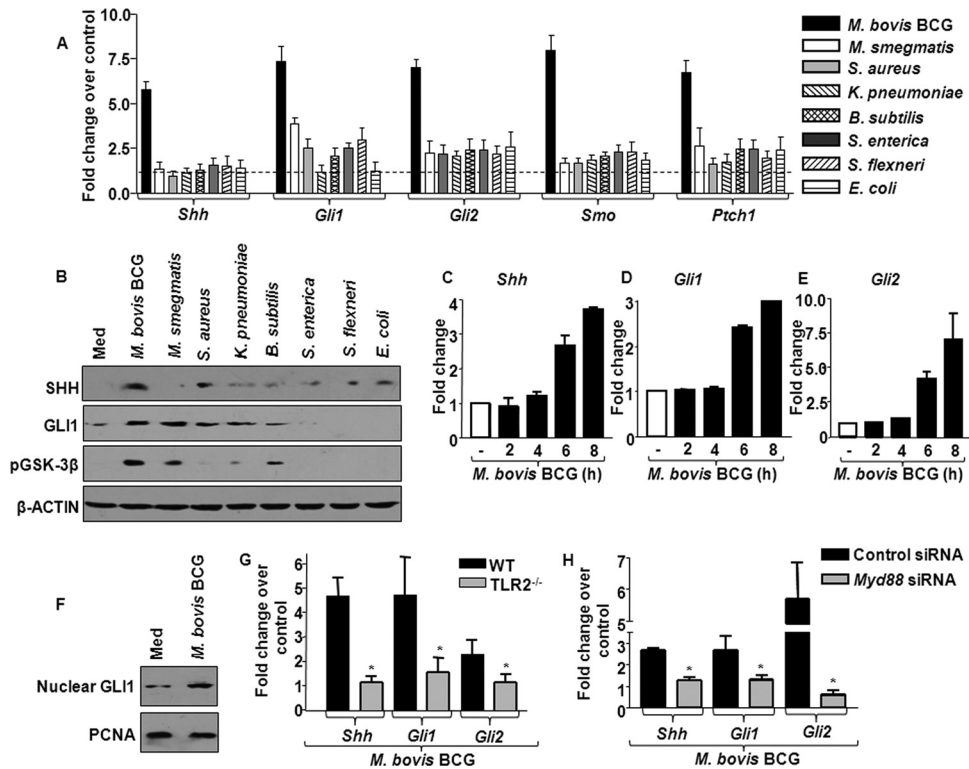 A
Fold change over control
10.0
7.5
5.0
2.5
0.0
Shh
Gli1
Gli2
Smo
Ptch1
M. bovis BCG
M. smegmatis
S. aureus
K. pneumoniae
B. subtilis
S. enterica
S. flexneri
E. coli
B
Med
M. bovis BCG
M. smegmatis
S. aureus
K. pneumoniae
B. subtilis
S. enterica
S. flexneri
E. coli
SHH
GLI1
pGSK-3β
β-ACTIN
C
Shh
Fold change
4
3
2
1
0
- 2 4 6 8
M. bovis BCG (h)
D
Gli1
Fold change
3
2
1
0
- 2 4 6 8
M. bovis BCG (h)
E
Gli2
Fold change
10.0
7.5
5.0
2.5
0
- 2 4 6 8
M. bovis BCG (h)
F
Med
M. bovis BCG
Nuclear GLI1
PCNA
G
Fold change over
control
6
5
4
3
2
1
WT
TLR2-/-
*
*
*
Shh
Gli1
Gli2
M. bovis BCG
H
Fold change over
control
7
6
5
3
2
1
0
Control siRNA
Myd88 siRNA
*
*
*
Shh
Gli1
Gli2
M. bovis BCG